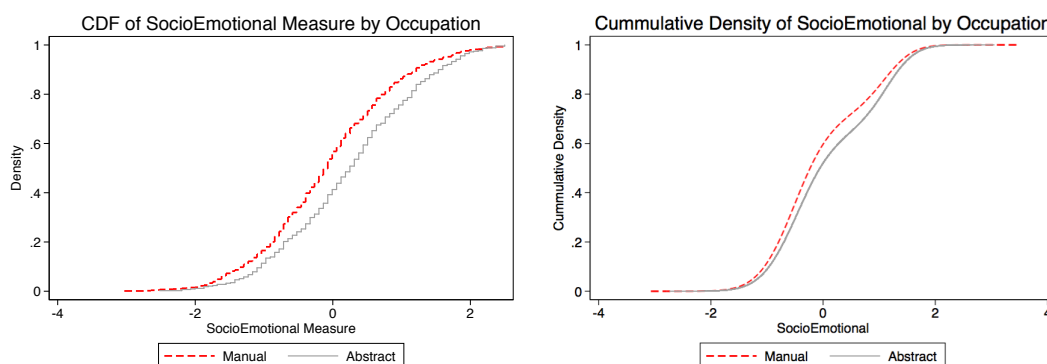 CDF of SocioEmotional Measure by Occupation
1
.8
.6
.4
.2
0
Density
-4
-2
0
2
SocioEmotional Measure
Manual
Abstract
Cummulative Density of SocioEmotional by Occupation
1
.8
.6
.4
.2
0
Cummulative Density
-4
-2
0
2
4
SocioEmotional
Manual
Abstract